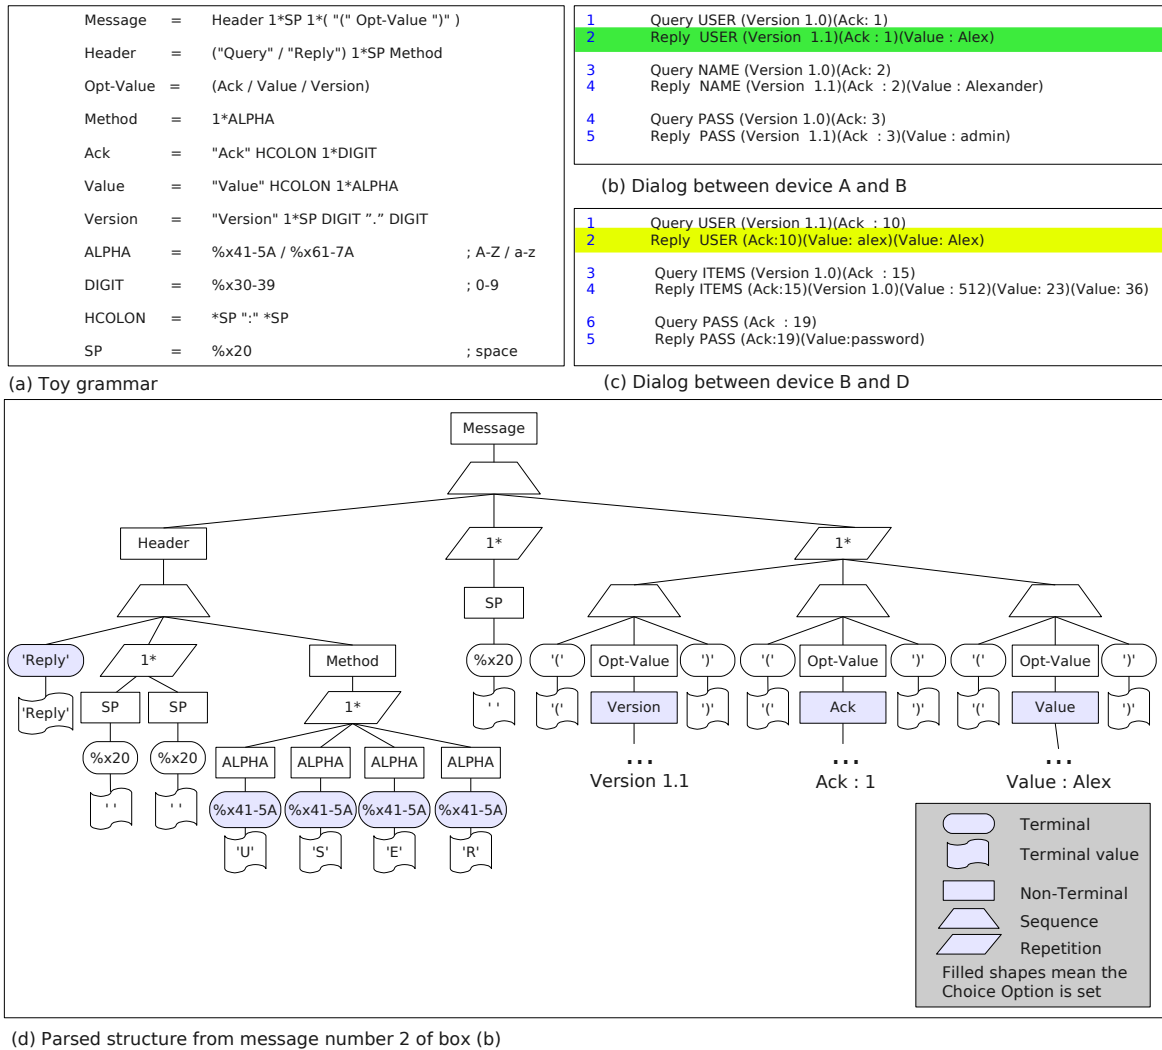 Message = Header 1*SP 1*( "(" Opt-Value ")" )
Header = ("Query" / "Reply") 1*SP Method
Opt-Value = (Ack / Value / Version)
Method = 1*ALPHA
Ack = "Ack" HCOLON 1*DIGIT
Value = "Value" HCOLON 1*ALPHA
Version = "Version" 1*SP DIGIT ”.” DIGIT
ALPHA = %x41-5A / %x61-7A ; A-Z / a-z
DIGIT = %x30-39 ; 0-9
HCOLON = *SP ":" *SP
SP = %x20 ; space
(a) Toy grammar
1 Query USER (Version 1.0)(Ack: 1)
2 Reply USER (Version 1.1)(Ack : 1)(Value : Alex)
3 Query NAME (Version 1.0)(Ack: 2)
4 Reply NAME (Version 1.1)(Ack : 2)(Value : Alexander)
4 Query PASS (Version 1.0)(Ack: 3)
5 Reply PASS (Version 1.1)(Ack : 3)(Value : admin)
(b) Dialog between device A and B
1 Query USER (Version 1.1)(Ack : 10)
2 Reply USER (Ack:10)(Value: alex)(Value: Alex)
3 Query ITEMS (Version 1.0)(Ack : 15)
4 Reply ITEMS (Ack:15)(Version 1.0)(Value : 512)(Value: 23)(Value: 36)
6 Query PASS (Ack : 19)
5 Reply PASS (Ack:19)(Value:password)
(c) Dialog between device B and D
Message
Header 1* 1*
SP
'Reply' 1* Method %x20 '(' Opt-Value ')' '(' Opt-Value ')' '(' Opt-Value ')'
'Reply' SP SP 1* ' ' '(' Version ')' '(' Ack ')' '(' Value ')'
%x20 %x20 ALPHA ALPHA ALPHA ALPHA ... ... ...
Version 1.1 Ack : 1 Value : Alex
' ' ' ' %x41-5A %x41-5A %x41-5A %x41-5A
'U' 'S' 'E' 'R'
Terminal
Terminal value
Non-Terminal
Sequence
Repetition
Filled shapes mean the
Choice Option is set
(d) Parsed structure from message number 2 of box (b)